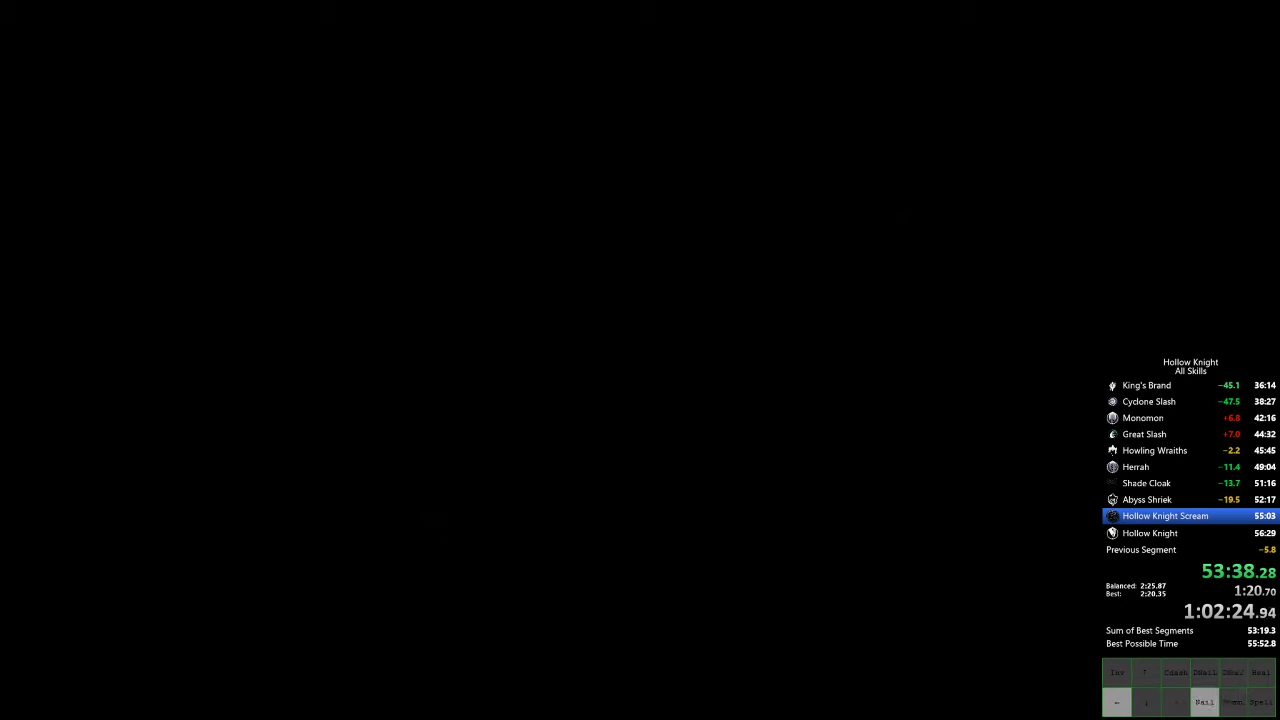 Hollow Knight
All Skills
King's Brand −45.1 36:14
Cyclone Slash −47.5 38:27
Monomon +6.8 42:16
Great Slash +7.0 44:32
Howling Wraiths −2.2 45:45
Herrah −11.4 49:04
Shade Cloak −13.7 51:16
Abyss Shriek −19.5 52:17
Hollow Knight Scream 55:03
Hollow Knight 56:29
Previous Segment −5.8
53:38.28
Balanced: 2:25.87
Best: 2:20.35
1:20.70
1:02:24.94
Sum of Best Segments 53:19.3
Best Possible Time 55:52.8
Inv ↑ Cdash DNail Heal
← ↓ Nail Spell